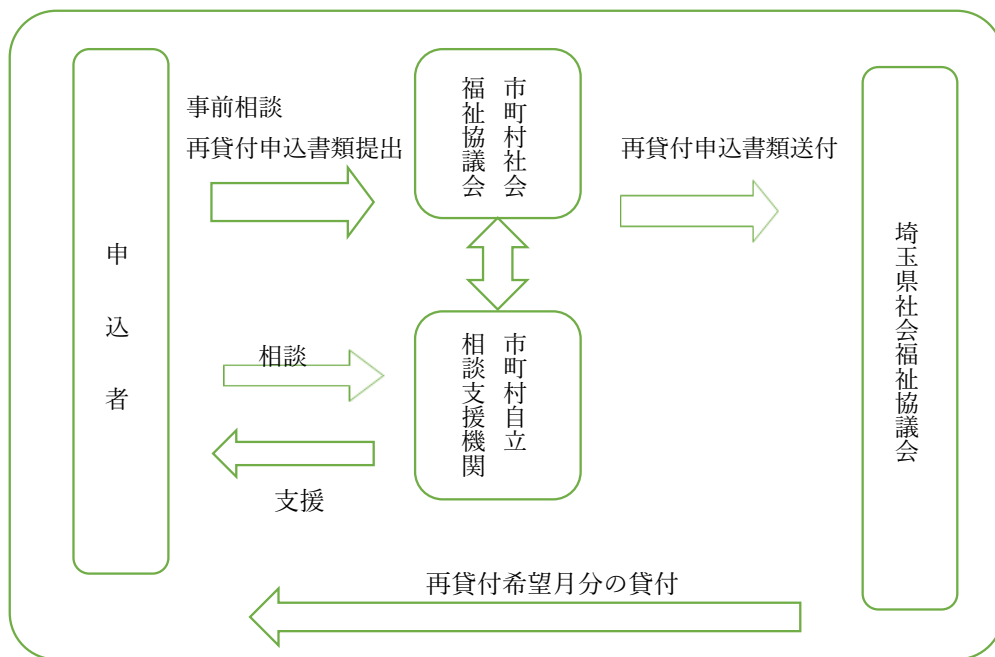 申込者
事前相談
再貸付申込書類提出
市町村社会
福祉協議会
再貸付申込書類送付
埼玉県社会福祉協議会
相談
市町村自立
相談支援機関
支援
再貸付希望月分の貸付